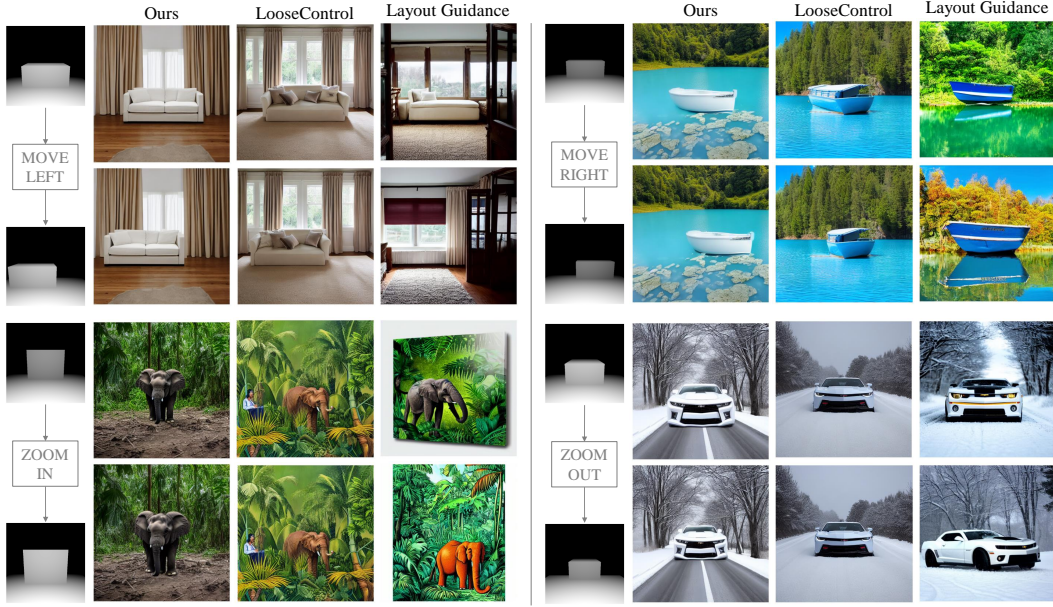 Ours
LooseControl
Layout Guidance
MOVE
LEFT
ZOOM
IN
Ours
LooseControl
Layout Guidance
MOVE
RIGHT
ZOOM
OUT